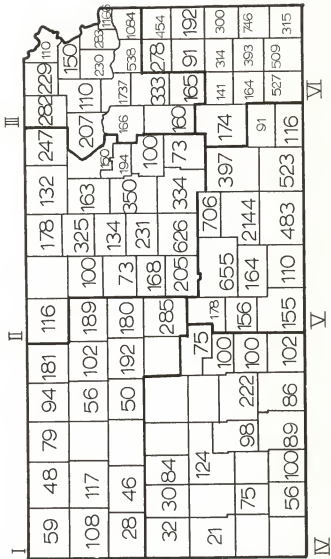 I II III
59 48 79 94 181 116 178 132 247 282 229 110
108 117 56 102 189 100 325 163 207 110 150
28 46 50 192 180 73 134 350 150 194 166 1737 230 538 1084
32 30 84 285 168 231 334 100 160 333 278 454
205 626 73 165 91 192
21 124 75 178 655 706 397 174 141 314 300
75 98 222 100 156 164 2144 91 164 393 746
100
56 100 89 86 102 155 110 483 523 116 527 509 315
IV V VI